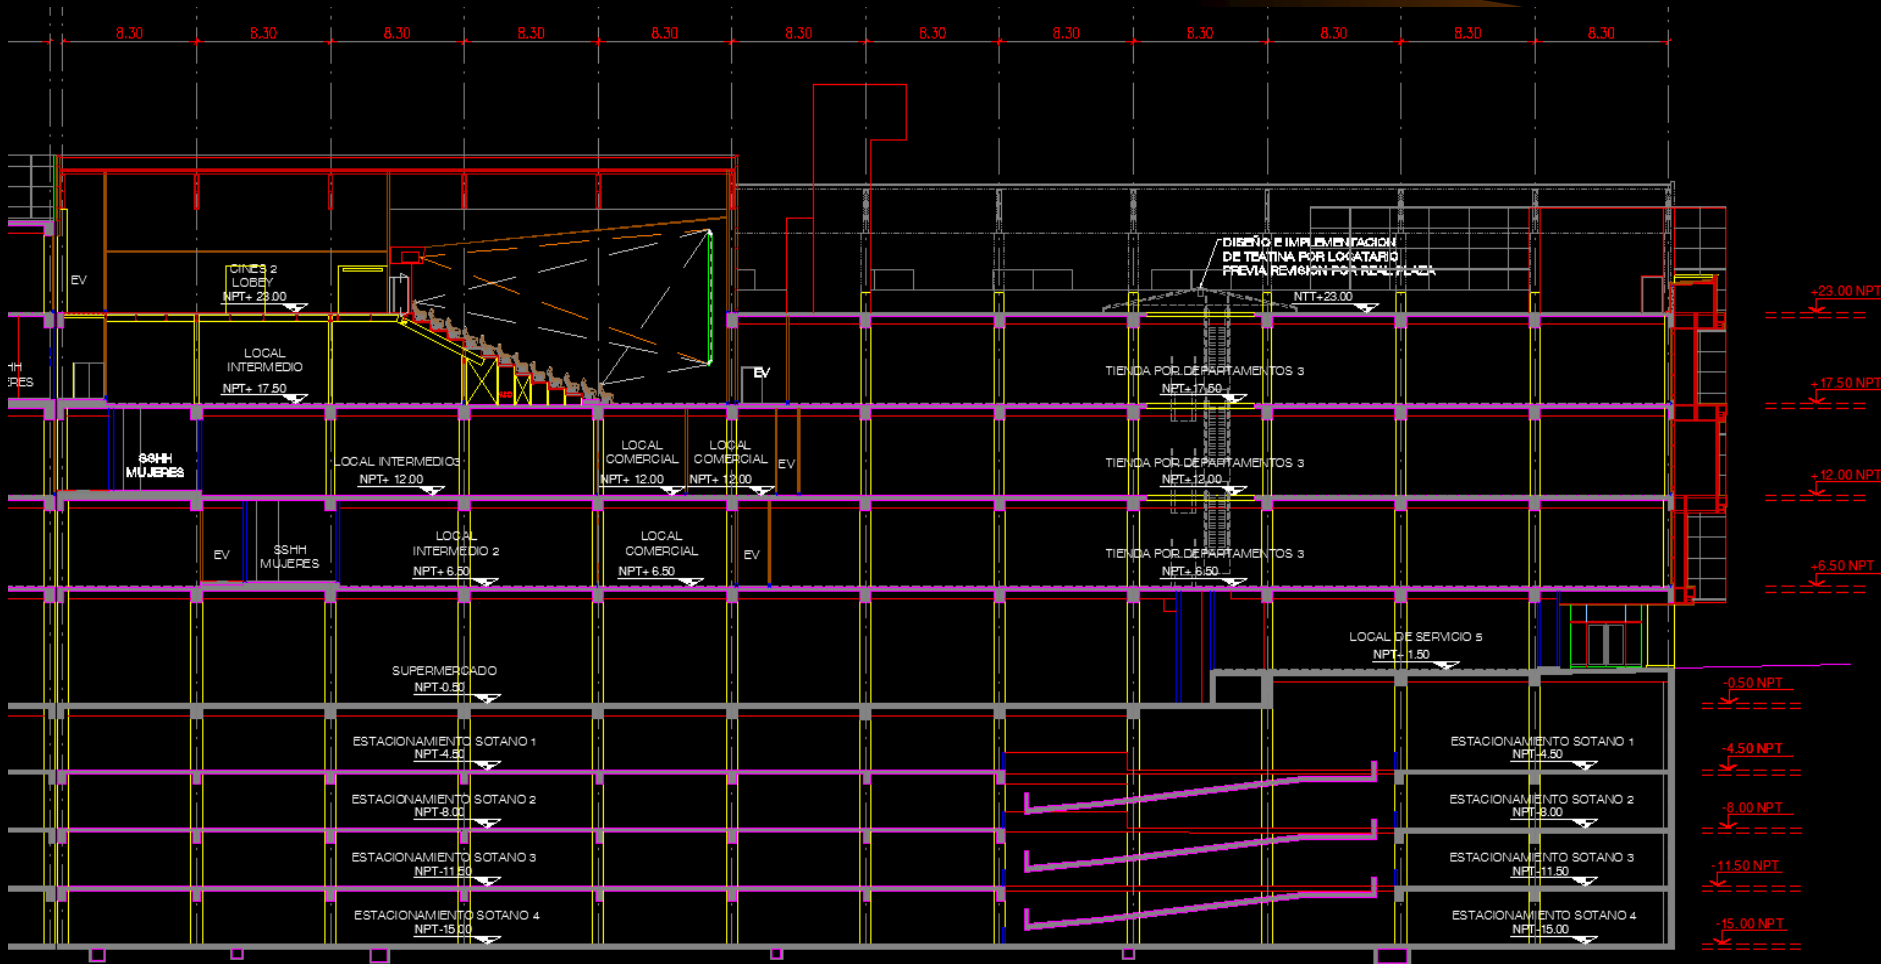 8.30 8.30 8.30 8.30 8.30 8.30 8.30 8.30 8.30 8.30 8.30 8.30
DISEÑO E IMPLEMENTACION
DE TEATINA POR LOCATARIO
PREVIA REVISION POR REAL PLAZA
NTT+23.00
EV
CINES 2
LOBBY
NPT+ 23.00
+23.00 NPT
HH
RES
LOCAL
INTERMEDIO
NPT+ 17.50
EV
TIENDA POR DEPARTAMENTOS 3
NPT+17.50
+17.50 NPT
SSHH
MUJERES
LOCAL INTERMEDIO3
NPT+ 12.00
LOCAL
COMERCIAL
NPT+ 12.00
LOCAL
COMERCIAL
NPT+ 12.00
EV
TIENDA POR DEPARTAMENTOS 3
NPT+12.00
+12.00 NPT
EV
SSHH
MUJERES
LOCAL
INTERMEDIO 2
NPT+ 6.50
LOCAL
COMERCIAL
NPT+ 6.50
EV
TIENDA POR DEPARTAMENTOS 3
NPT+ 6.50
+6.50 NPT
LOCAL DE SERVICIO 5
NPT- 1.50
SUPERMERCADO
NPT-0.50
-0.50 NPT
ESTACIONAMIENTO SOTANO 1
NPT-4.50
ESTACIONAMIENTO SOTANO 1
NPT-4.50
-4.50 NPT
ESTACIONAMIENTO SOTANO 2
NPT-8.00
ESTACIONAMIENTO SOTANO 2
NPT-8.00
-8.00 NPT
ESTACIONAMIENTO SOTANO 3
NPT-11.50
ESTACIONAMIENTO SOTANO 3
NPT-11.50
-11.50 NPT
ESTACIONAMIENTO SOTANO 4
NPT-15.00
ESTACIONAMIENTO SOTANO 4
NPT-15.00
-15.00 NPT